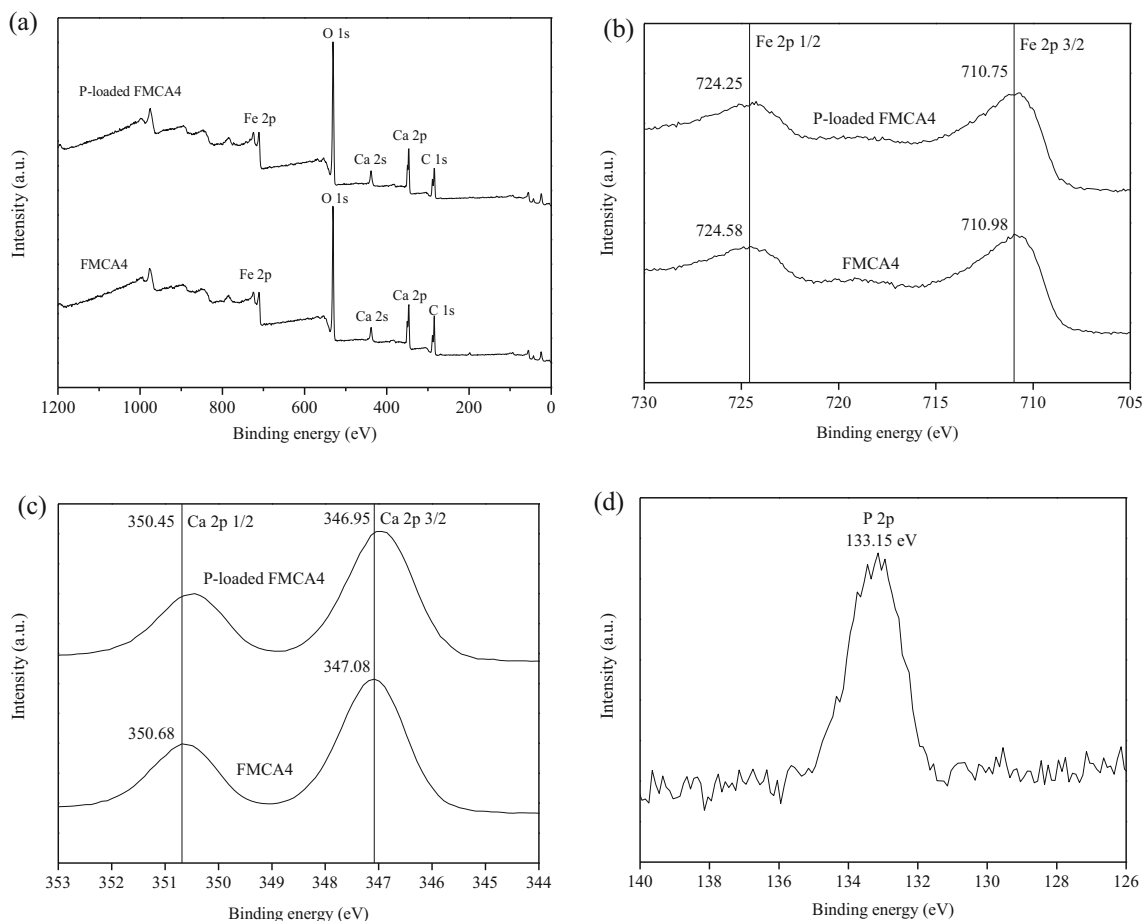 (a)
O 1s
P-loaded FMCA4
Fe 2p
Ca 2p
Ca 2s
C 1s
O 1s
FMCA4
Fe 2p
Ca 2p
Ca 2s
C 1s
Intensity (a.u.)
1200 1000 800 600 400 200 0
Binding energy (eV)
(b)
Fe 2p 1/2
Fe 2p 3/2
724.25
710.75
P-loaded FMCA4
724.58
710.98
FMCA4
Intensity (a.u.)
730 725 720 715 710 705
Binding energy (eV)
(c)
350.45
Ca 2p 1/2
346.95
Ca 2p 3/2
P-loaded FMCA4
347.08
350.68
FMCA4
Intensity (a.u.)
353 352 351 350 349 348 347 346 345 344
Binding energy (eV)
(d)
P 2p
133.15 eV
Intensity (a.u.)
140 138 136 134 132 130 128 126
Binding energy (eV)